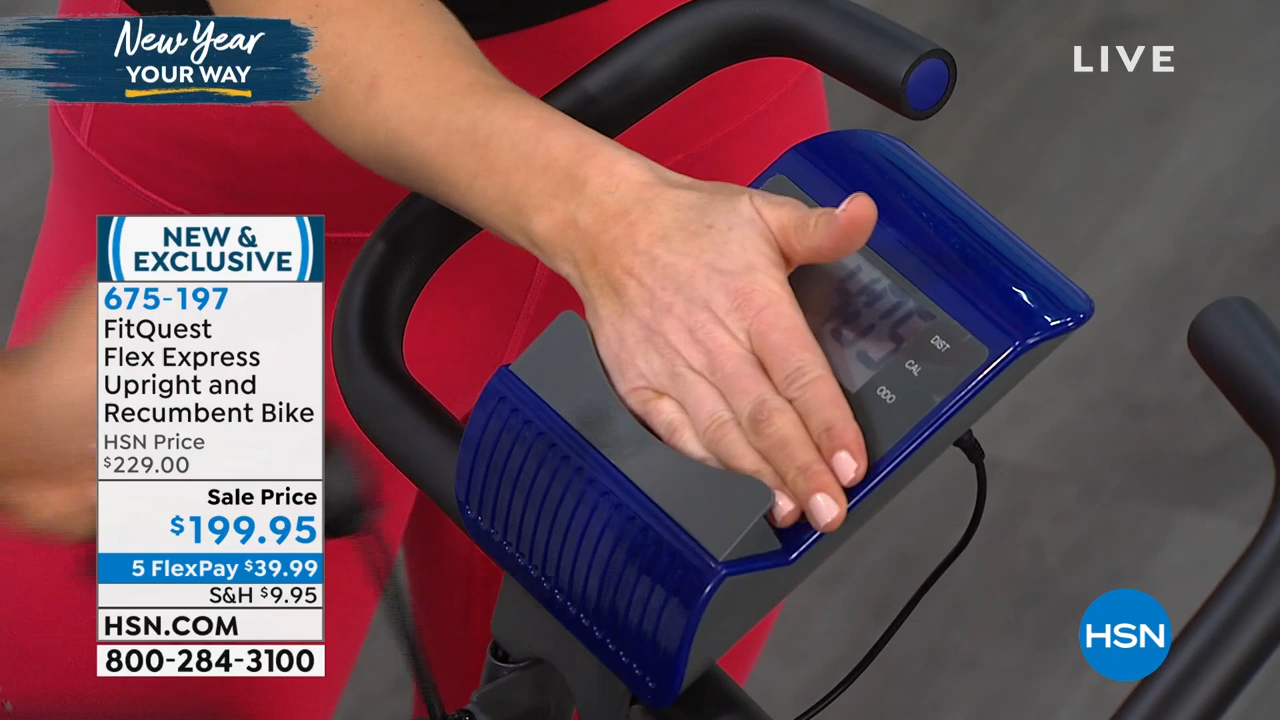 New Year
YOUR WAY
LIVE
NEW &
EXCLUSIVE
675-197
FitQuest
Flex Express
Upright and
Recumbent Bike
HSN Price
$229.00
Sale Price
$199.95
5 FlexPay $39.99
S&H $9.95
HSN.COM
800-284-3100
DIST
CAL
ODO
HSN